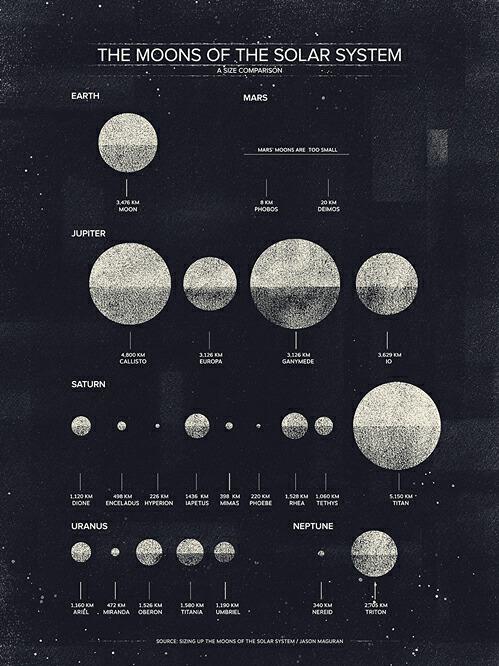 THE MOONS OF THE SOLAR SYSTEM
A SIZE COMPARISON
EARTH
3,476 KM
MOON
MARS
MARS' MOONS ARE TOO SMALL
8 KM
PHOBOS
20 KM
DEIMOS
JUPITER
4,800 KM
CALLISTO
3,126 KM
EUROPA
3,126 KM
GANYMEDE
3,629 KM
IO
SATURN
1,120 KM
DIONE
498 KM
ENCELADUS
226 KM
HYPERION
1436 KM
IAPETUS
398 KM
MIMAS
220 KM
PHOEBE
1,528 KM
RHEA
1,060 KM
TETHYS
5,150 KM
TITAN
URANUS
1,160 KM
ARIEL
472 KM
MIRANDA
1,526 KM
OBERON
1,580 KM
TITANIA
1,190 KM
UMBRIEL
NEPTUNE
340 KM
NEREID
2,705 KM
TRITON
SOURCE: SIZING UP THE MOONS OF THE SOLAR SYSTEM / JASON MAGURAN